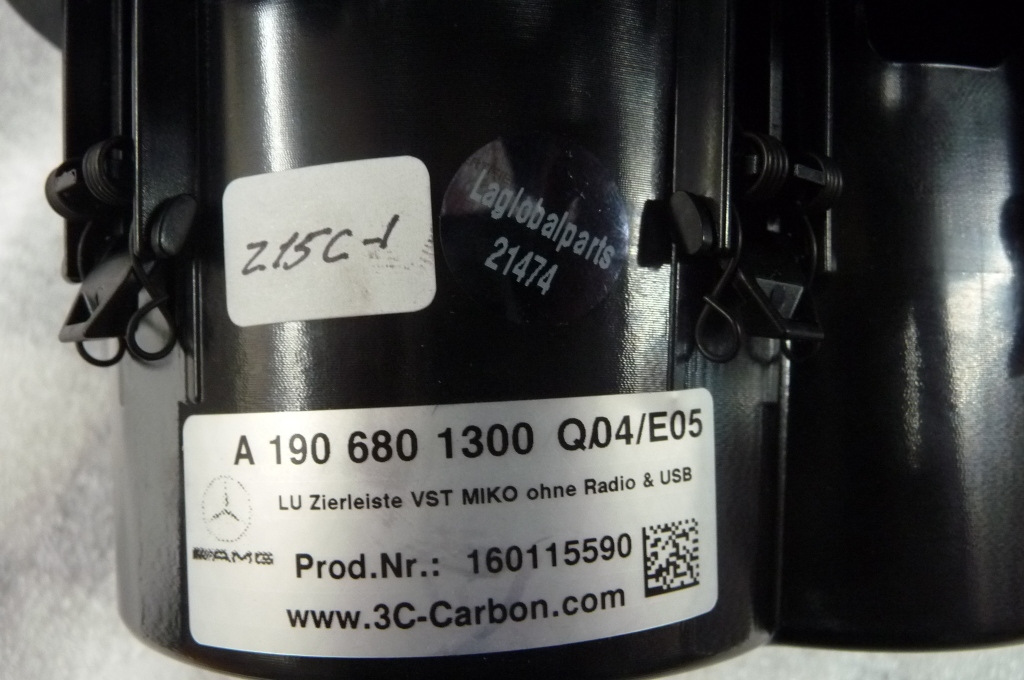 Z15C-1
Laglobalparts
21474
A 190 680 1300 Q04/E05
LU Zierleiste VST MIKO ohne Radio & USB
AMG
Prod.Nr.: 160115590
www.3C-Carbon.com